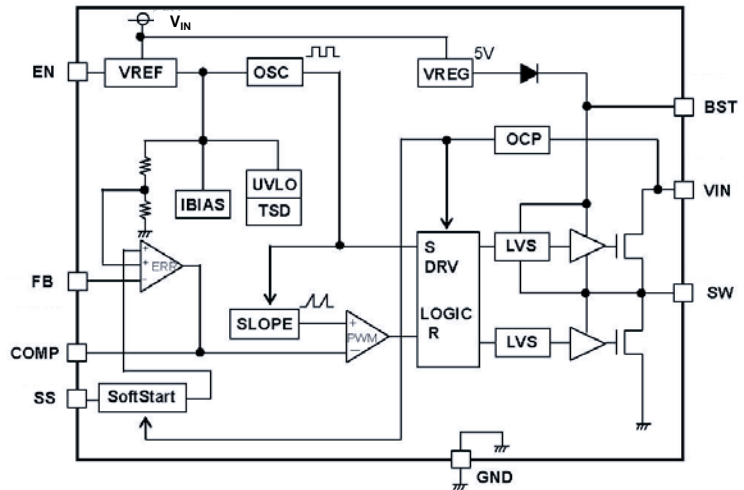 VIN
5V
EN
VREF
OSC
VREG
BST
OCP
UVLO
IBIAS
TSD
VIN
S
LVS
ERR
DRV
FB
SW
SLOPE
LOGIC
PWM
R
LVS
COMP
SS
SoftStart
GND